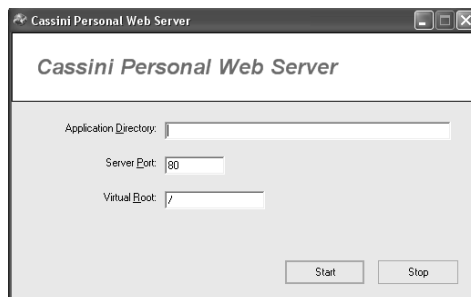 Cassini Personal Web Server
Cassini Personal Web Server
Application Directory:
Server Port: 80
Virtual Root: /
Start Stop